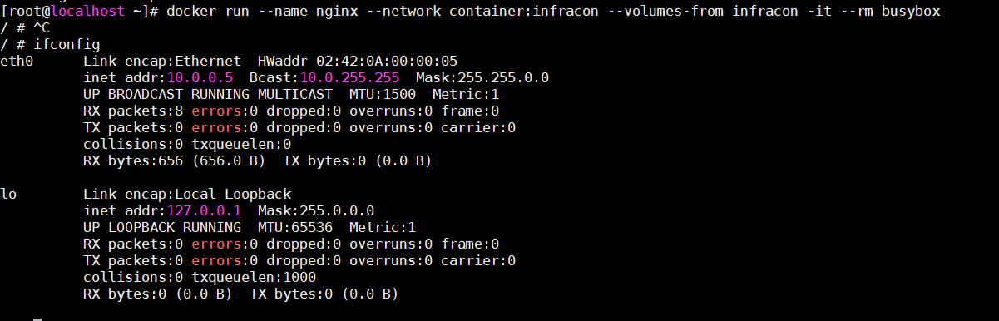 [root@localhost ~]# docker run --name nginx --network container:infracon --volumes-from infracon -it --rm busybox
/ # ^C
/ # ifconfig
eth0      Link encap:Ethernet  HWaddr 02:42:0A:00:00:05
          inet addr:10.0.0.5  Bcast:10.0.255.255  Mask:255.255.0.0
          UP BROADCAST RUNNING MULTICAST  MTU:1500  Metric:1
          RX packets:8 errors:0 dropped:0 overruns:0 frame:0
          TX packets:0 errors:0 dropped:0 overruns:0 carrier:0
          collisions:0 txqueuelen:0
          RX bytes:656 (656.0 B)  TX bytes:0 (0.0 B)

lo        Link encap:Local Loopback
          inet addr:127.0.0.1  Mask:255.0.0.0
          UP LOOPBACK RUNNING  MTU:65536  Metric:1
          RX packets:0 errors:0 dropped:0 overruns:0 frame:0
          TX packets:0 errors:0 dropped:0 overruns:0 carrier:0
          collisions:0 txqueuelen:1000
          RX bytes:0 (0.0 B)  TX bytes:0 (0.0 B)